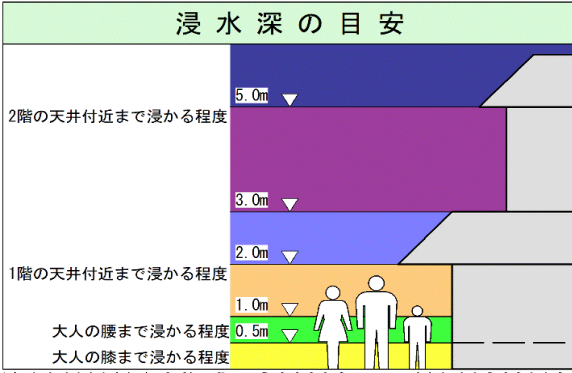 浸水深の目安
5.0m
2階の天井付近まで浸かる程度
3.0m
2.0m
1階の天井付近まで浸かる程度
1.0m
大人の腰まで浸かる程度
0.5m
大人の膝まで浸かる程度